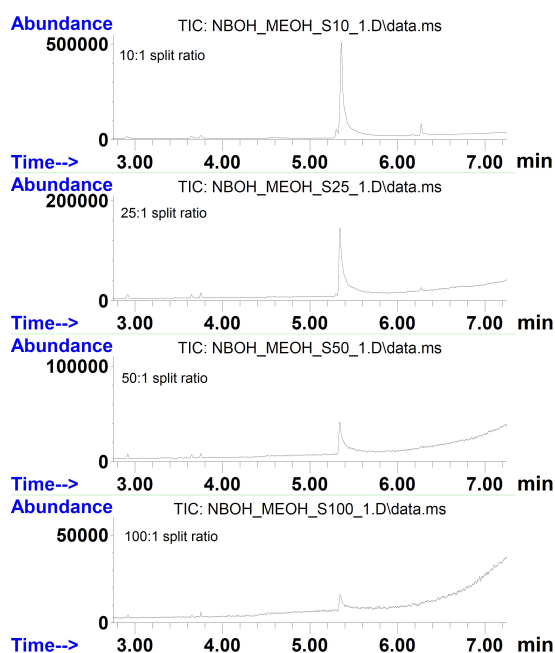 Abundance TIC: NBOH_MEOH_S10_1.D\data.ms
500000
10:1 split ratio
0
Time--> 3.00 4.00 5.00 6.00 7.00 min
Abundance TIC: NBOH_MEOH_S25_1.D\data.ms
200000
25:1 split ratio
0
Time--> 3.00 4.00 5.00 6.00 7.00 min
Abundance TIC: NBOH_MEOH_S50_1.D\data.ms
100000
50:1 split ratio
0
Time--> 3.00 4.00 5.00 6.00 7.00 min
Abundance TIC: NBOH_MEOH_S100_1.D\data.ms
50000 100:1 split ratio
0
Time--> 3.00 4.00 5.00 6.00 7.00 min